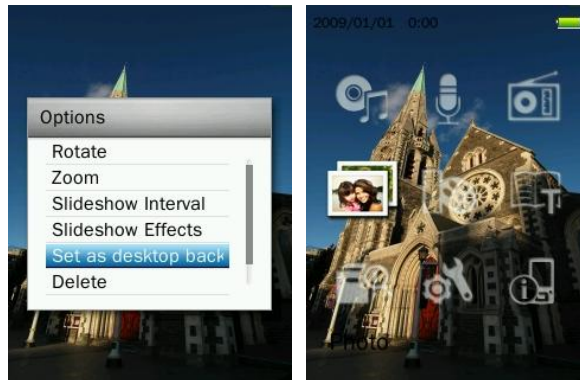 Options
Rotate
Zoom
Slideshow Interval
Slideshow Effects
Set as desktop back
Delete
2009/01/01 0:00
Photo